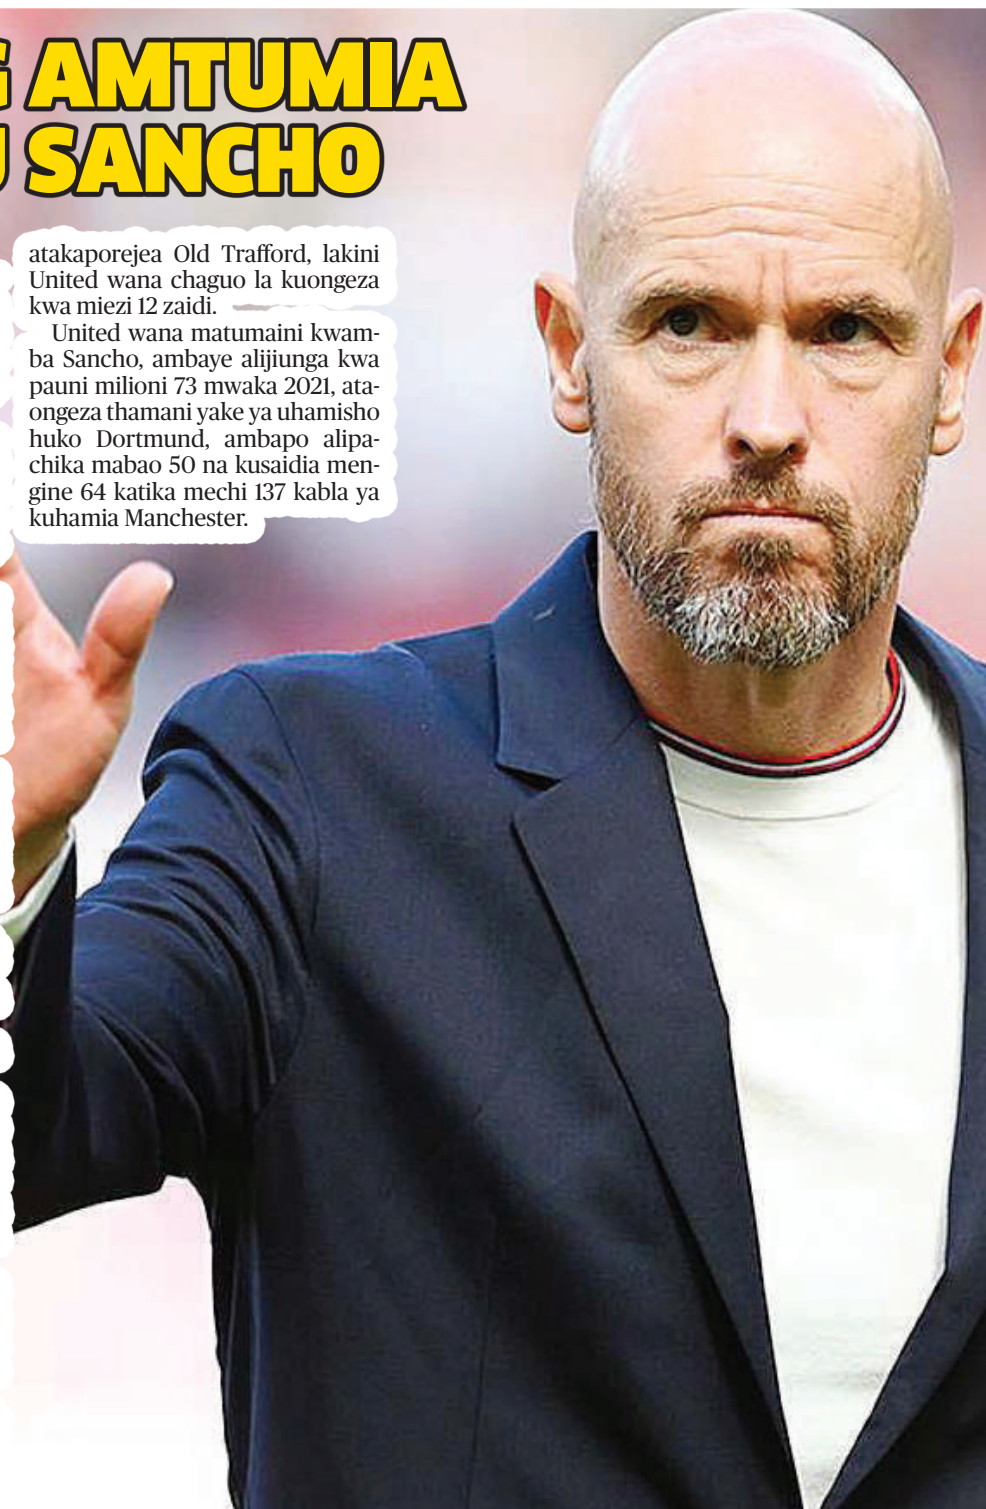 AMTUMIA
SANCHO
atakaporejea Old Trafford, lakini
United wana chaguo la kuongeza
kwa miezi 12 zaidi.
United wana matumaini kwam-
ba Sancho, ambaye alijiunga kwa
pauni milioni 73 mwaka 2021, ata-
ongeza thamani yake ya uhamisho
huko Dortmund, ambapo alipa-
chika mabao 50 na kusaidia men-
gine 64 katika mechi 137 kabla ya
kuhamia Manchester.